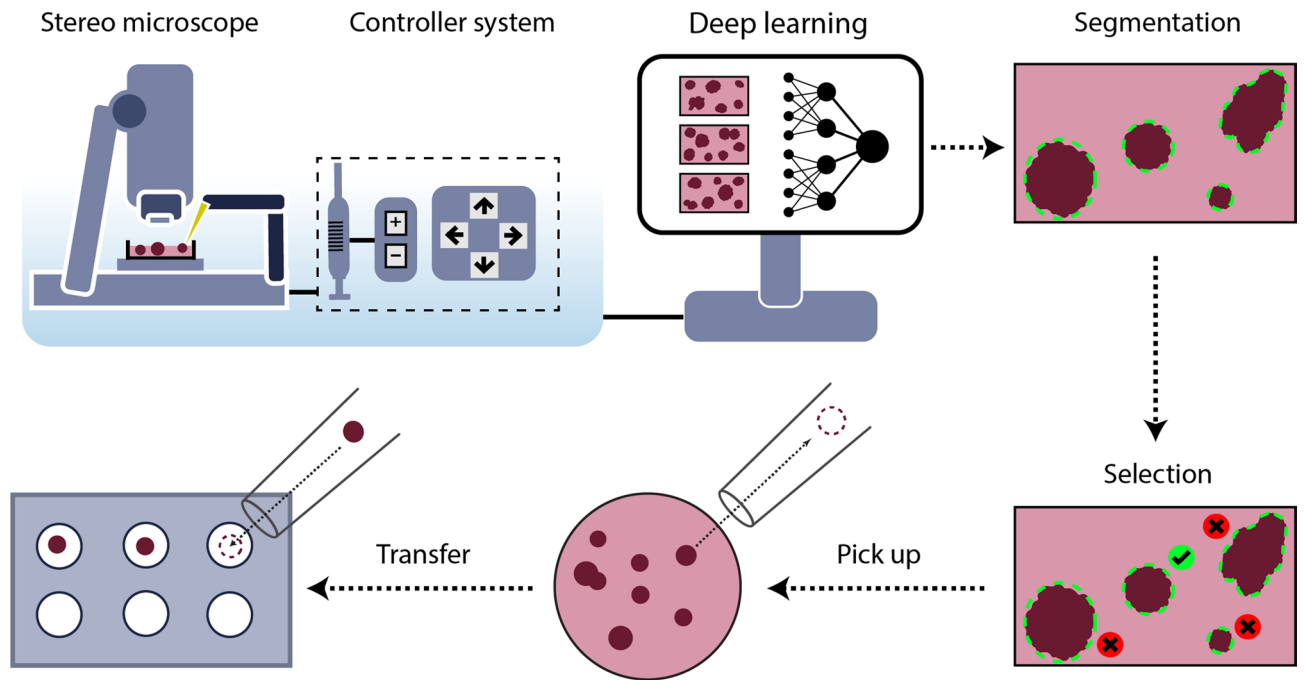 Stereo microscope
Controller system
Deep learning
Segmentation
+
−
Selection
Transfer
Pick up